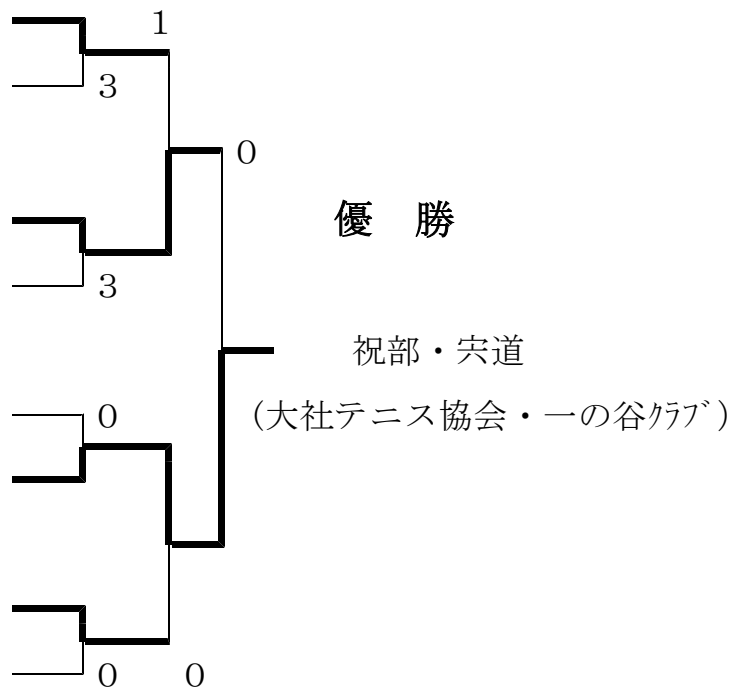 １
３
０
優　勝
３
祝部・宍道
０
（大社テニス協会・一の谷ｸﾗﾌﾞ）
０　０